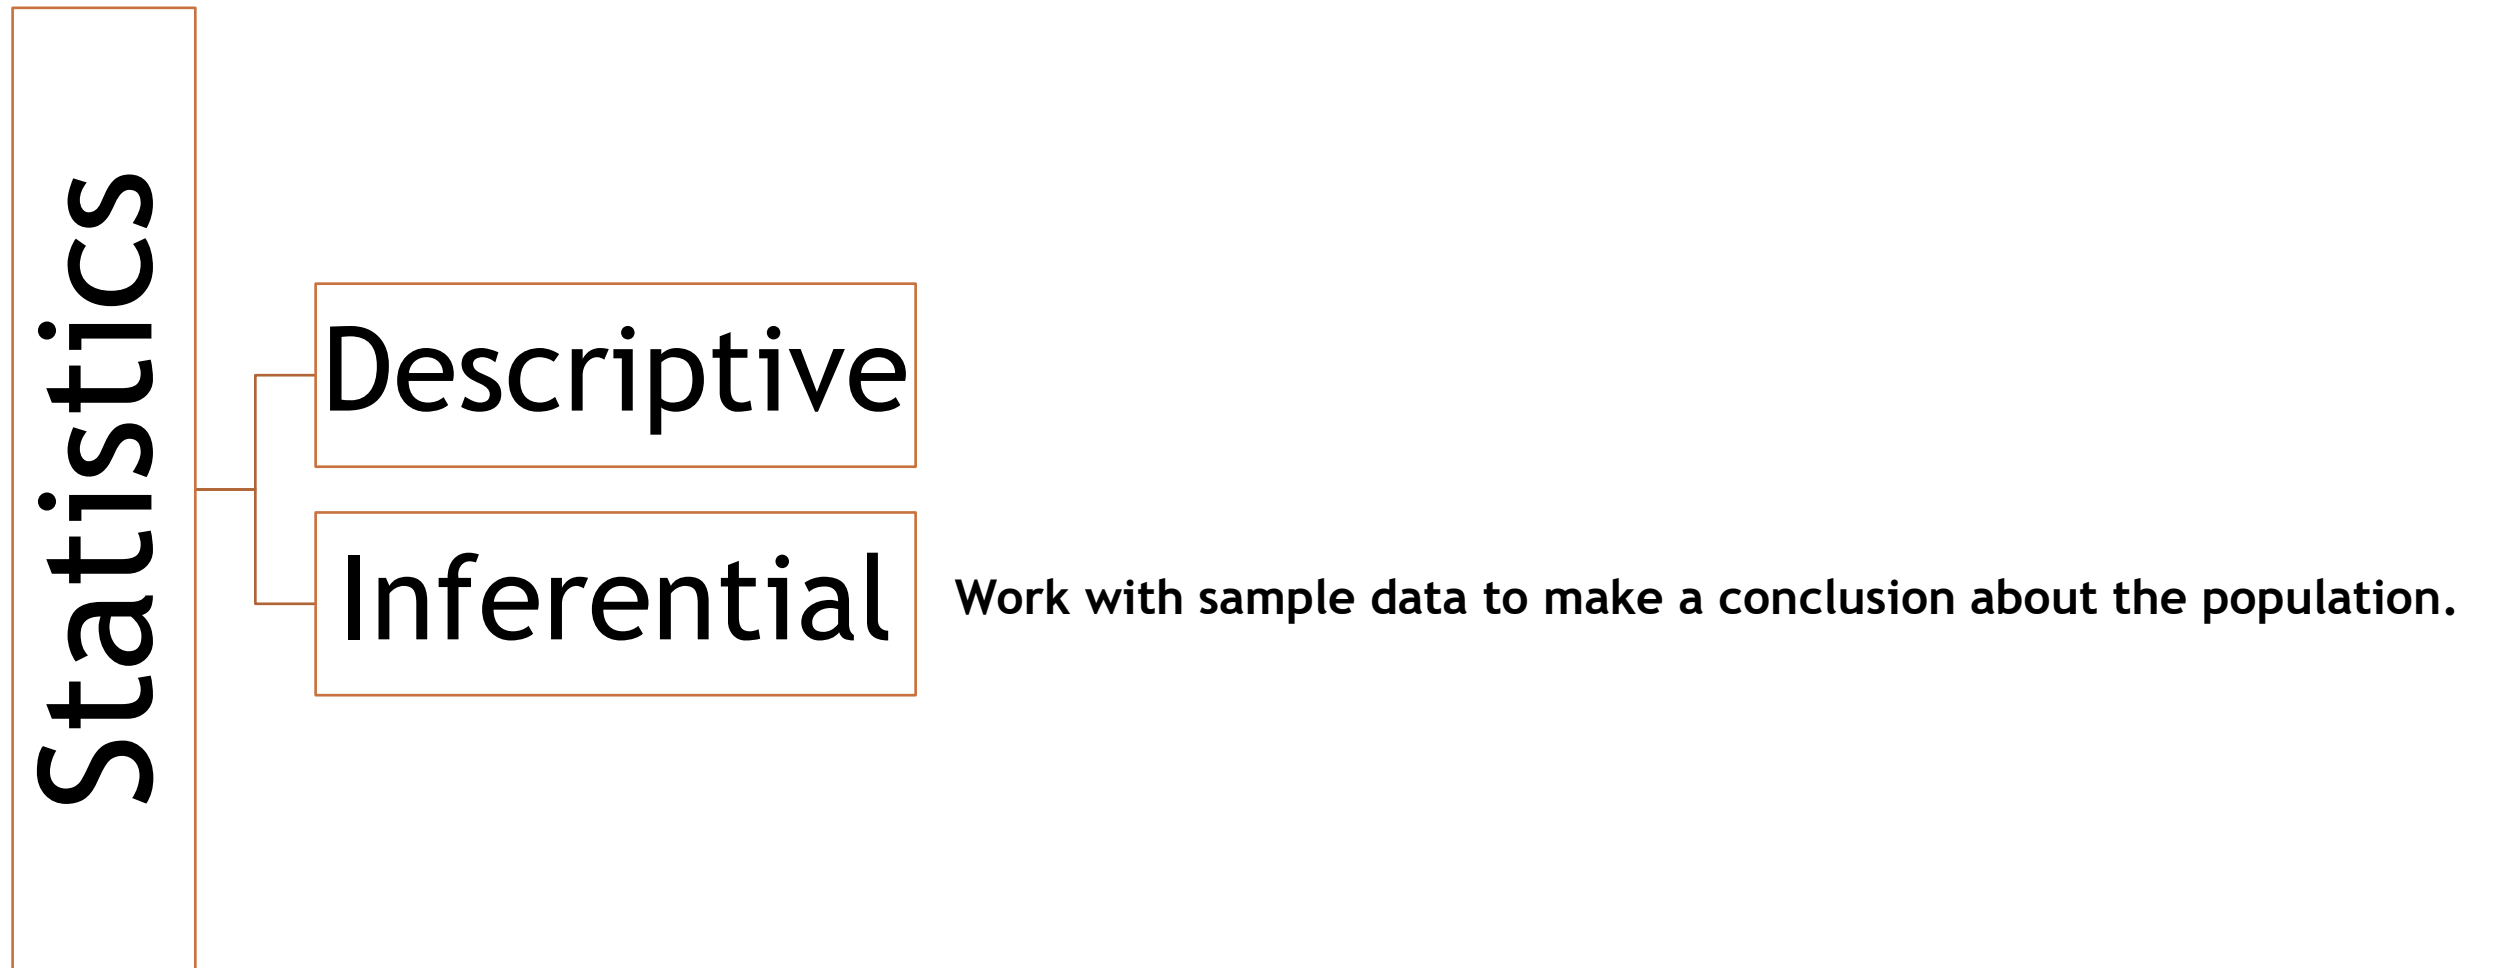 Statistics
Descriptive
Inferential
Work with sample data to make a conclusion about the population.